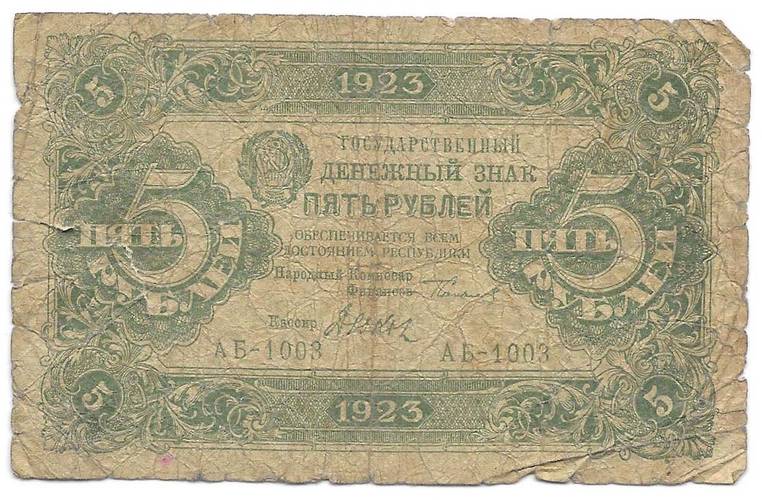 5 1923 5
ГОСУДАРСТВЕННЫЙ
ДЕНЕЖНЫЙ ЗНАК
ПЯТЬ РУБЛЕЙ
ОБЕСПЕЧИВАЕТСЯ ВСЕМ
ДОСТОЯНИЕМ РЕСПУБЛИКИ
Народный Комиссар
Финансов
Кассир
5 ПЯТЬ РУБЛЕЙ
5 ПЯТЬ РУБЛЕЙ
АБ-1003 АБ-1003
5 1923 5